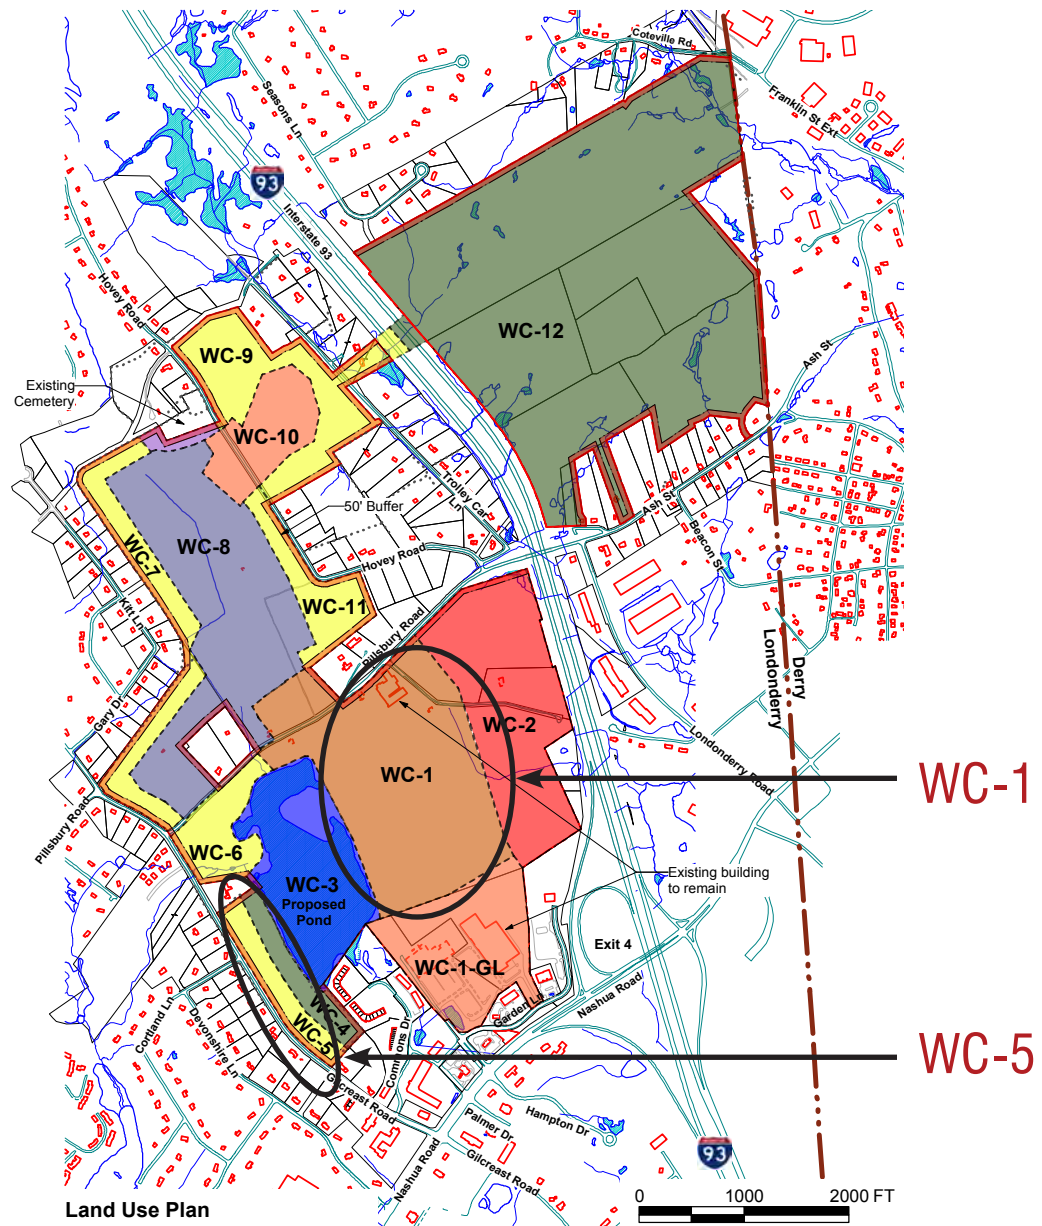 Coteville Rd
Franklin St Ext
Seasons Ln
93
Interstate 93
Hovey Road
WC-12
WC-9
Ash St
Existing
Cemetery
WC-10
Trolley Car
Ln
50' Buffer
Ash St
Beacon St
WC-8
WC-7
Hovey Road
WC-11
Kitt Ln
Pillsbury Road
Derry
Londonderry
Gary Dr
WC-2
Londonderry Road
WC-1
WC-1
Pillsbury Road
WC-6
WC-3
Proposed
Pond
Existing building
to remain
Exit 4
WC-1-GL
Nashua Road
Garden Ln
Cortland Ln
Devonshire Ln
WC-4
WC-5
WC-5
Commons Dr
Gilcreast Road
Palmer Dr
Hampton Dr
Gilcreast Road
Nashua Road
93
0 1000 2000 FT
Land Use Plan